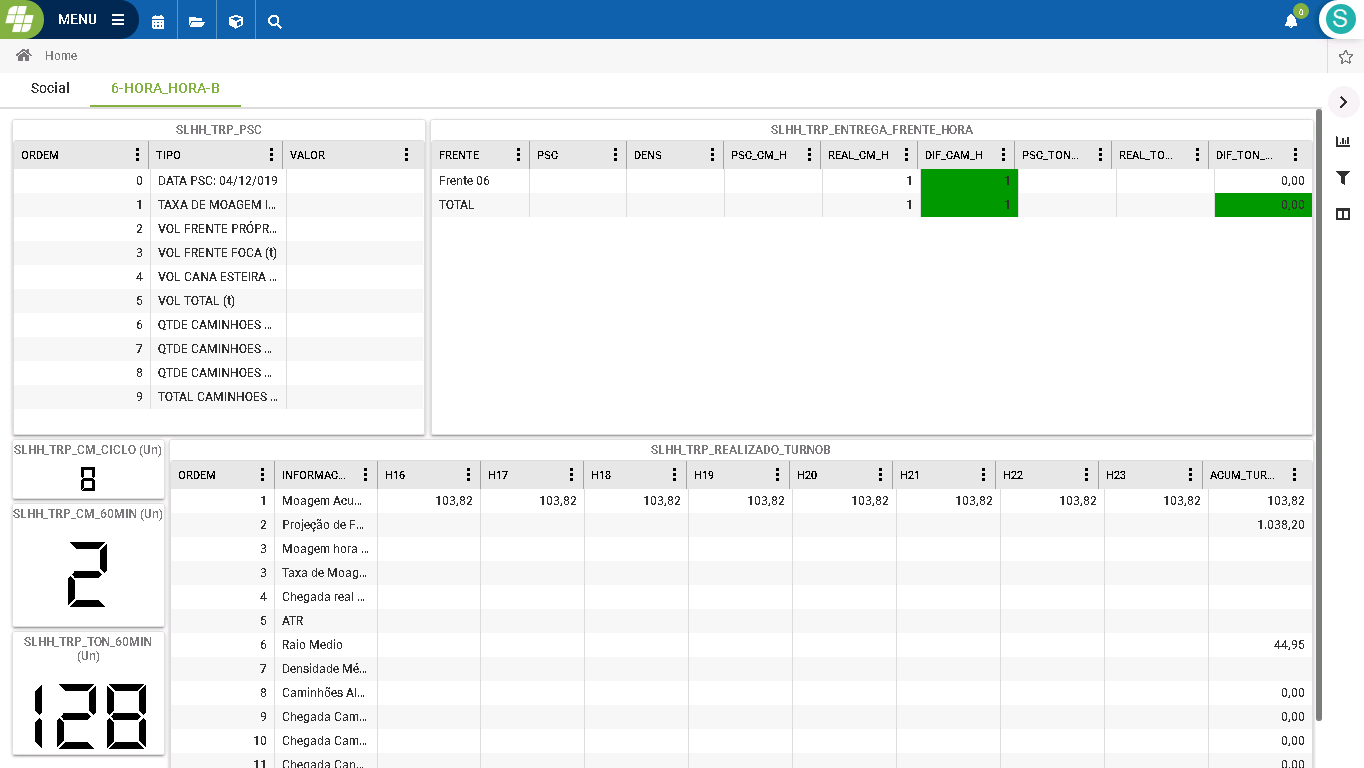 MENU
0
S
Home
Social 6-HORA_HORA-B
SLHH_TRP_PSC
ORDEM TIPO VALOR
0 DATA PSC: 04/12/019
1 TAXA DE MOAGEM I...
2 VOL FRENTE PRÓPR...
3 VOL FRENTE FOCA (t)
4 VOL CANA ESTEIRA ...
5 VOL TOTAL (t)
6 QTDE CAMINHOES ...
7 QTDE CAMINHOES ...
8 QTDE CAMINHOES ...
9 TOTAL CAMINHOES ...
SLHH_TRP_ENTREGA_FRENTE_HORA
FRENTE PSC DENS PSC_CM_H REAL_CM_H DIF_CAM_H PSC_TON... REAL_TO... DIF_TON_...
Frente 06 1 1 0,00
TOTAL 1 1 0,00
SLHH_TRP_CM_CICLO (Un)
8
SLHH_TRP_CM_60MIN (Un)
2
SLHH_TRP_TON_60MIN
(Un)
128
SLHH_TRP_REALIZADO_TURNOB
ORDEM INFORMAC... H16 H17 H18 H19 H20 H21 H22 H23 ACUM_TUR...
1 Moagem Acu... 103,82 103,82 103,82 103,82 103,82 103,82 103,82 103,82 103,82
2 Projeção de F... 1.038,20
3 Moagem hora ...
3 Taxa de Moag...
4 Chegada real ...
5 ATR
6 Raio Medio 44,95
7 Densidade Mé...
8 Caminhões Al... 0,00
9 Chegada Cam... 0,00
10 Chegada Cam... 0,00
11 Chegada Can... 0,00